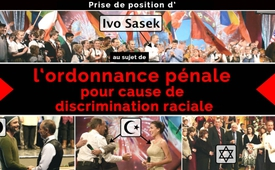 Prise de position d'
Ivo Sasek
au sujet de
l'ordonnance pénale
pour cause de
discrimination raciale